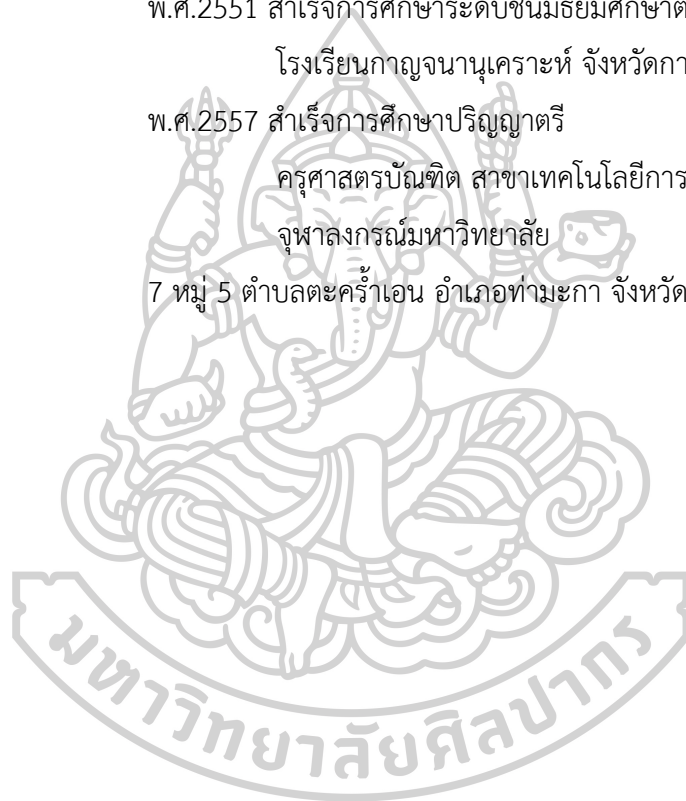 พ.ศ.2551 สำเร็จการศึกษาระดับชั้นมัธยมศึกษาต
โรงเรียนกาญจนานุเคราะห์ จังหวัดกา
พ.ศ.2557 สำเร็จการศึกษาปริญญาตรี
ครุศาสตรบัณฑิต สาขาเทคโนโลยีการ
จุฬาลงกรณ์มหาวิทยาลัย
7 หมู่ 5 ตำบลตะคร้ำเอน อำเภอท่ามะกา จังหวัด
มหาวิทยาลัยศิลปากร